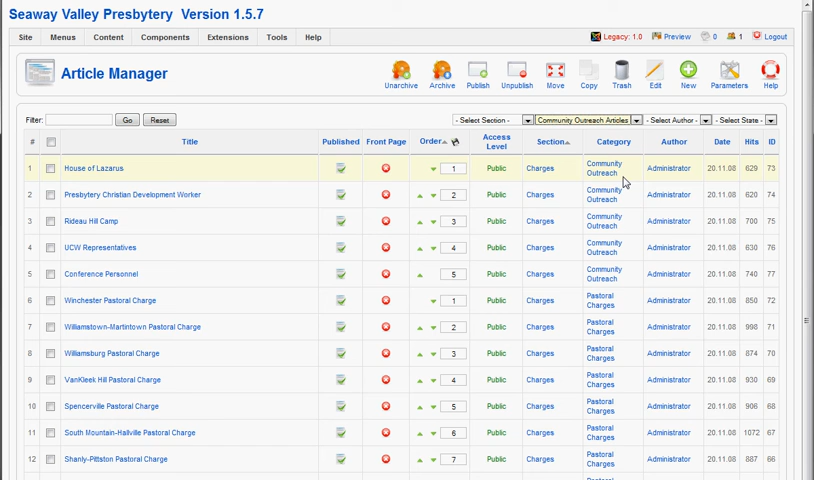 Seaway Valley Presbytery Version 1.5.7
Site Menus Content Components Extensions Tools Help Legacy: 1.0 Preview 0 1 Logout
Article Manager Unarchive Archive Publish Unpublish Move Copy Trash Edit New Parameters Help
Filter: Go Reset - Select Section - Community Outreach Articles - Select Author - - Select State -
# Title Published Front Page Order Access Level Section Category Author Date Hits ID
1 House of Lazarus 1 Public Charges Community Outreach Administrator 20.11.08 629 73
2 Presbytery Christian Development Worker 2 Public Charges Community Outreach Administrator 20.11.08 620 74
3 Rideau Hill Camp 3 Public Charges Community Outreach Administrator 20.11.08 700 75
4 UCW Representatives 4 Public Charges Community Outreach Administrator 20.11.08 630 76
5 Conference Personnel 5 Public Charges Community Outreach Administrator 20.11.08 740 77
6 Winchester Pastoral Charge 1 Public Charges Pastoral Charges Administrator 20.11.08 850 72
7 Williamstown-Martintown Pastoral Charge 2 Public Charges Pastoral Charges Administrator 20.11.08 998 71
8 Williamsburg Pastoral Charge 3 Public Charges Pastoral Charges Administrator 20.11.08 874 70
9 VanKleek Hill Pastoral Charge 4 Public Charges Pastoral Charges Administrator 20.11.08 930 69
10 Spencerville Pastoral Charge 5 Public Charges Pastoral Charges Administrator 20.11.08 906 68
11 South Mountain-Hallville Pastoral Charge 6 Public Charges Pastoral Charges Administrator 20.11.08 1072 67
12 Shanly-Pittston Pastoral Charge 7 Public Charges Pastoral Charges Administrator 20.11.08 887 66